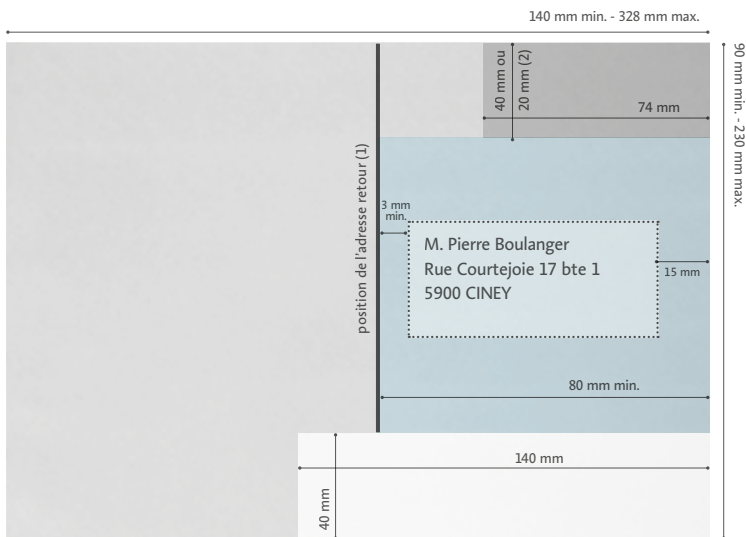 140 mm min. - 328 mm max.
90 mm min. - 230 mm max.
40 mm ou
20 mm (2)
74 mm
position de l'adresse retour (1)
3 mm
min.
M. Pierre Boulanger
Rue Courtejoie 17 bte 1
5900 CINEY
15 mm
80 mm min.
140 mm
40 mm